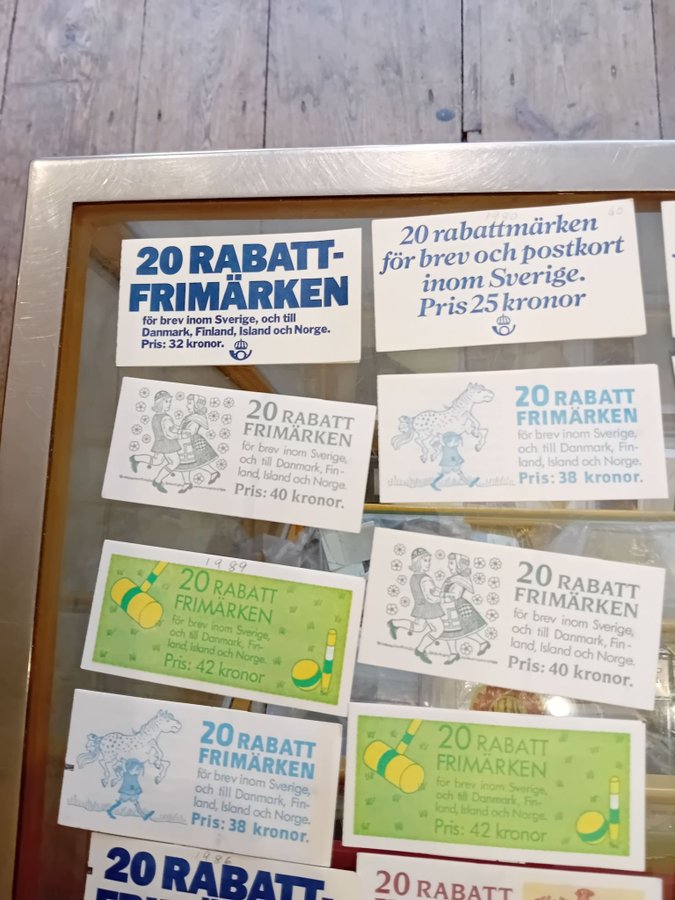 20 RABATT-
FRIMÄRKEN
för brev inom Sverige, och till
Danmark, Finland, Island och Norge.
Pris: 32 kronor.
1980
60
20 rabattmärken
för brev och postkort
inom Sverige.
Pris 25 kronor
20 RABATT
FRIMÄRKEN
för brev inom Sverige,
och till Danmark, Fin-
land, Island och Norge.
Pris: 40 kronor.
20 RABATT
FRIMÄRKEN
för brev inom Sverige,
och till Danmark, Fin-
land, Island och Norge.
Pris: 38 kronor.
1989
20 RABATT
FRIMÄRKEN
för brev inom Sverige,
och till Danmark, Fin-
land, Island och Norge.
Pris: 42 kronor
20 RABATT
FRIMÄRKEN
för brev inom Sverige,
och till Danmark, Fin-
land, Island och Norge.
Pris: 40 kronor.
20 RABATT
FRIMÄRKEN
för brev inom Sverige,
och till Danmark, Fin-
land, Island och Norge.
Pris: 38 kronor.
20 RABATT
FRIMÄRKEN
för brev inom Sverige,
och till Danmark, Fin-
land, Island och Norge.
Pris: 42 kronor
1986
20 RABATT-
20 RABATT